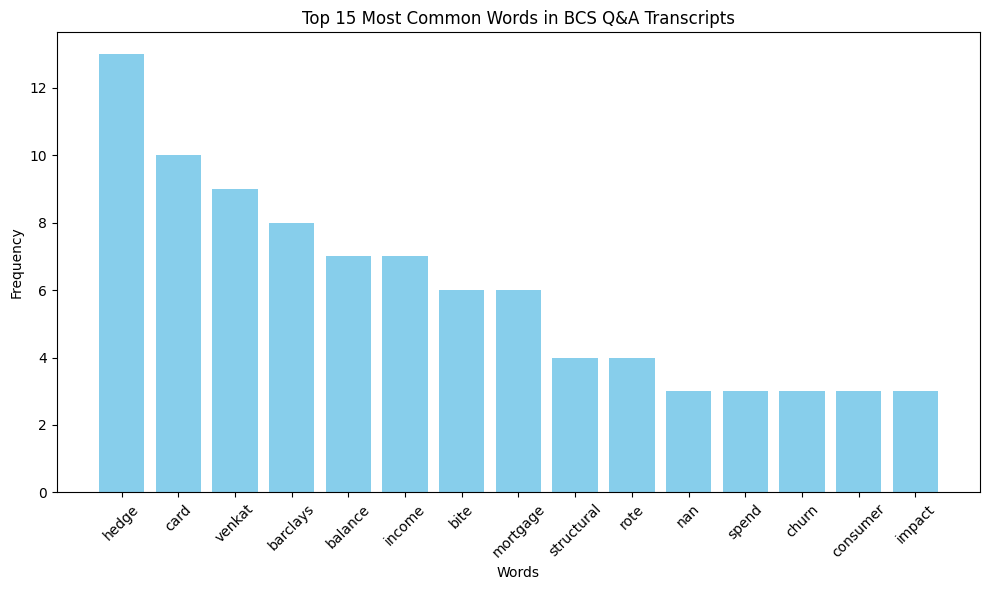 Top 15 Most Common Words in BCS Q&A Transcripts
Frequency
12
10
8
6
4
2
0
hedge
card
venkat
barclays
balance
income
bite
mortgage
structural
rote
nan
spend
churn
consumer
impact
Words